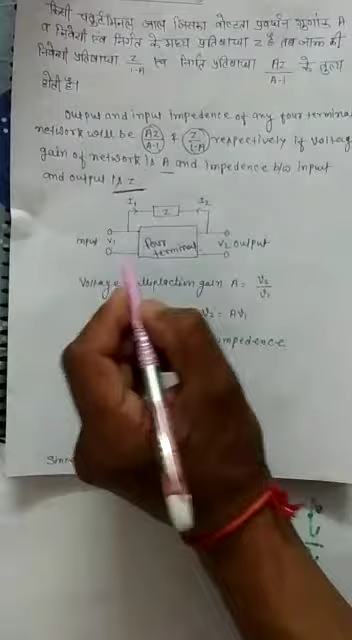 किसी चतुर्टर्मिनल जाल जिसका वोल्टता प्रवर्धन गुणांक A
व निवेशी एवं निर्गत के मध्य प्रतिबाधा Z है तब जाल की
निवेशी प्रतिबाधा Z/1-A एवं निर्गत प्रतिबाधा AZ/A-1 के तुल्य
होती है।
Output and input Impedance of any four terminal
network will be AZ/A-1 & Z/1-A respectively if voltage
gain of network is A and impedence b/w input
and output is z.
I1 I2
Z
Input V1 four terminal V2 output
Voltage multiplaction gain A = V2/V1
V2 = AV1
impedence
Since